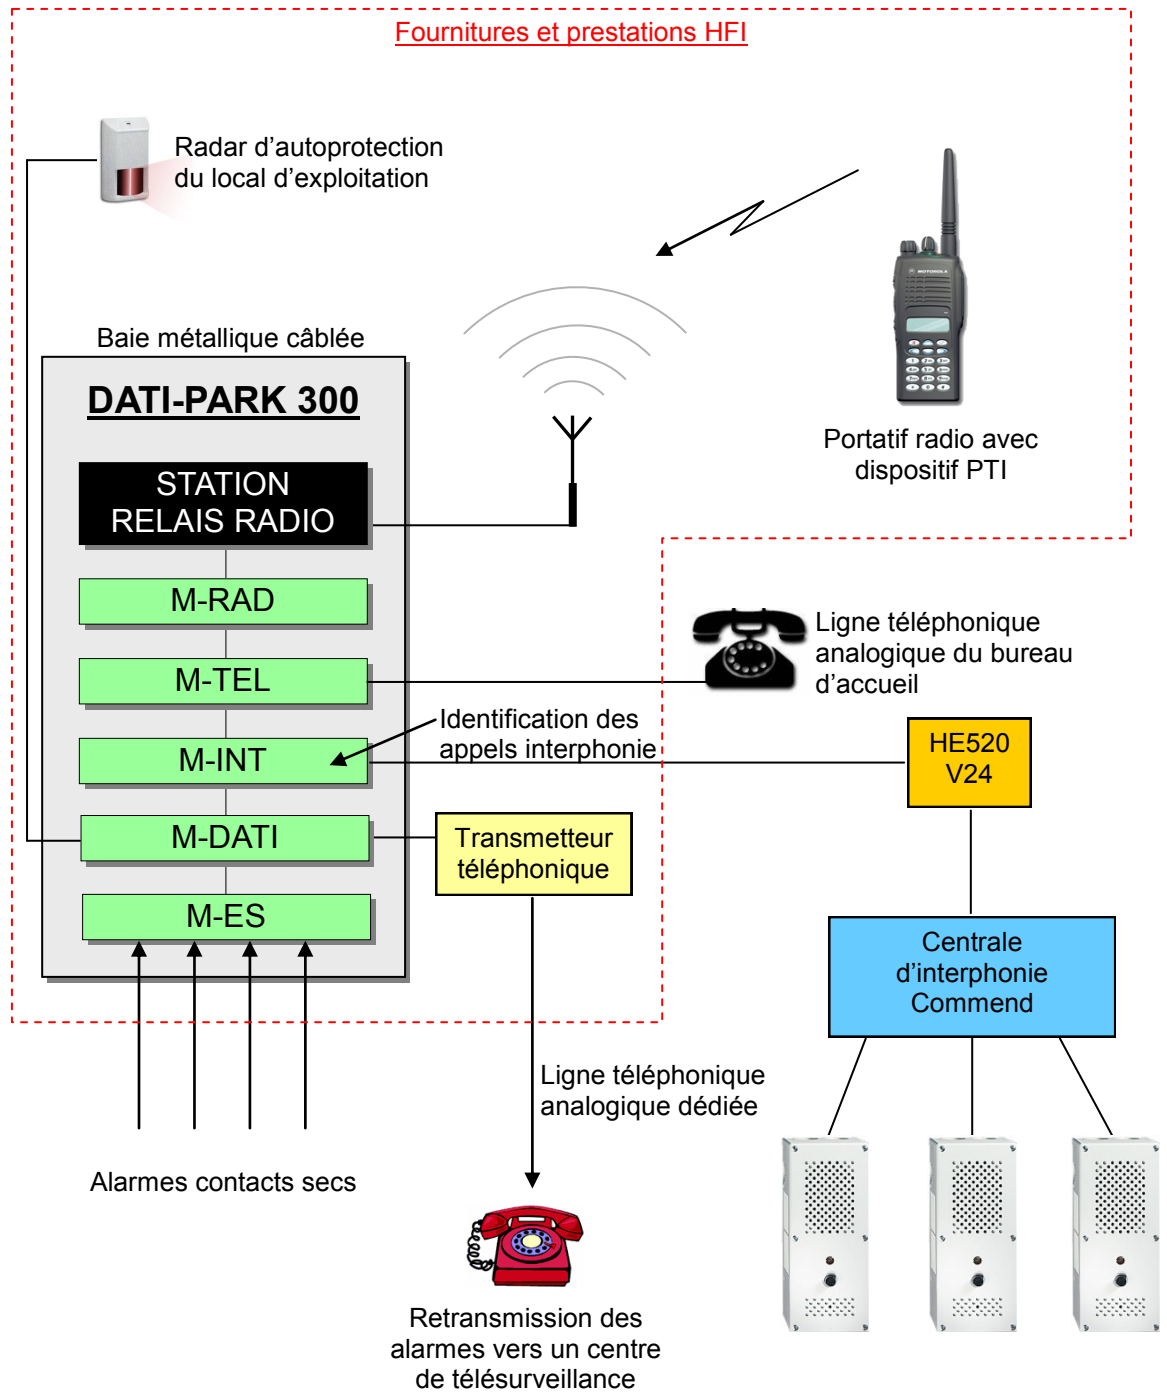 Fournitures et prestations HFI
Radar d'autoprotection
du local d'exploitation
MOTOROLA
Portatif radio avec
dispositif PTI
Baie métallique câblée
DATI-PARK 300
STATION
RELAIS RADIO
M-RAD
M-TEL
M-INT
M-DATI
M-ES
Ligne téléphonique
analogique du bureau
d'accueil
Identification des
appels interphonie
HE520
V24
Transmetteur
téléphonique
Centrale
d'interphonie
Commend
Ligne téléphonique
analogique dédiée
Alarmes contacts secs
Retransmission des
alarmes vers un centre
de télésurveillance